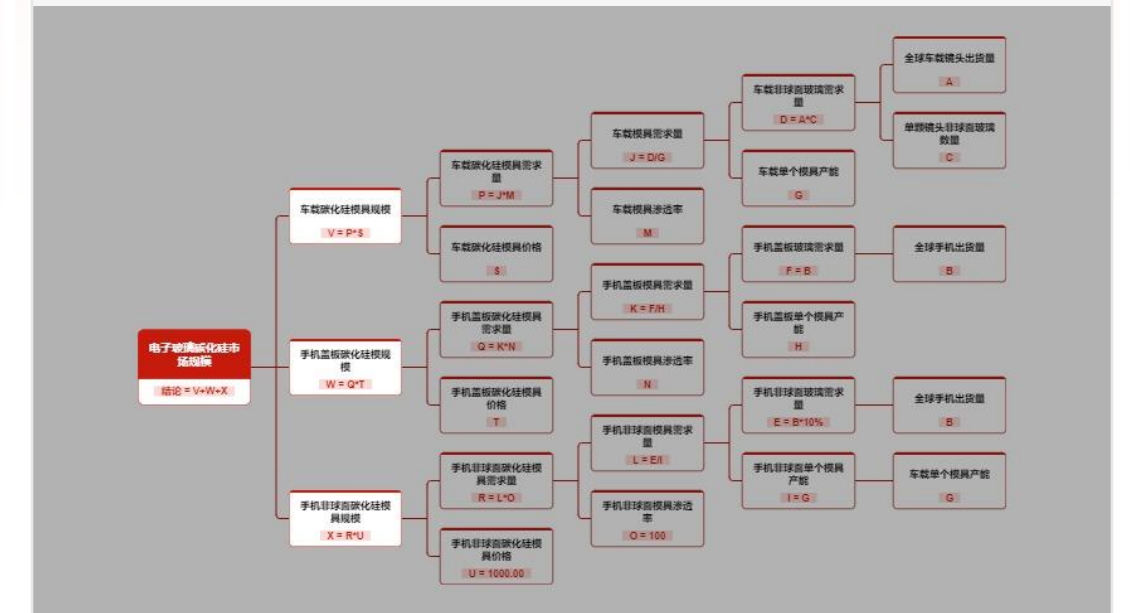 全球车载镜头出货量
A
车载非球面玻璃需求
量
D = A*C
单颗镜头非球面玻璃
数量
C
车载模具需求量
J = D/G
车载单个模具产能
G
车载碳化硅模具需求
量
P = J*M
车载模具渗透率
M
车载碳化硅模具规模
V = P*S
车载碳化硅模具价格
S
手机盖板玻璃需求量
F = B
全球手机出货量
B
手机盖板模具需求量
K = F/H
手机盖板单个模具产
能
H
手机盖板碳化硅模具
需求量
Q = K*N
手机盖板模具渗透率
N
电子玻璃碳化硅市
场规模
结论 = V+W+X
手机盖板碳化硅模规
模
W = Q*T
手机盖板碳化硅模具
价格
T
手机非球面玻璃需求
量
E = B*10%
全球手机出货量
B
手机非球面模具需求
量
L = E/I
手机非球面单个模具
产能
I = G
车载单个模具产能
G
手机非球面碳化硅模
具需求量
R = L*O
手机非球面模具渗透
率
O = 100
手机非球面碳化硅模
具规模
X = R*U
手机非球面碳化硅模
具价格
U = 1000.00